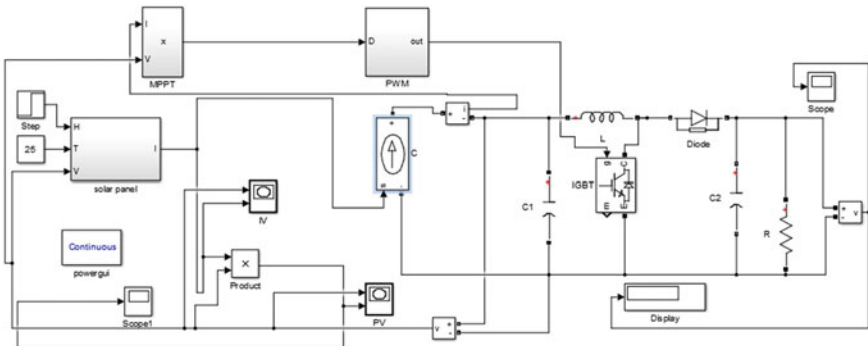 I
V
x
MPPT
D
out
PWM
Step
H
25
T
V
I
solar panel
Continuous
powergui
Scope1
IV
×
Product
PV
+
-
s
C
+
i
-
L
C1
IGBT
g
C
E
E
Diode
C2
R
+
-
v
Scope
Display
v
+
-